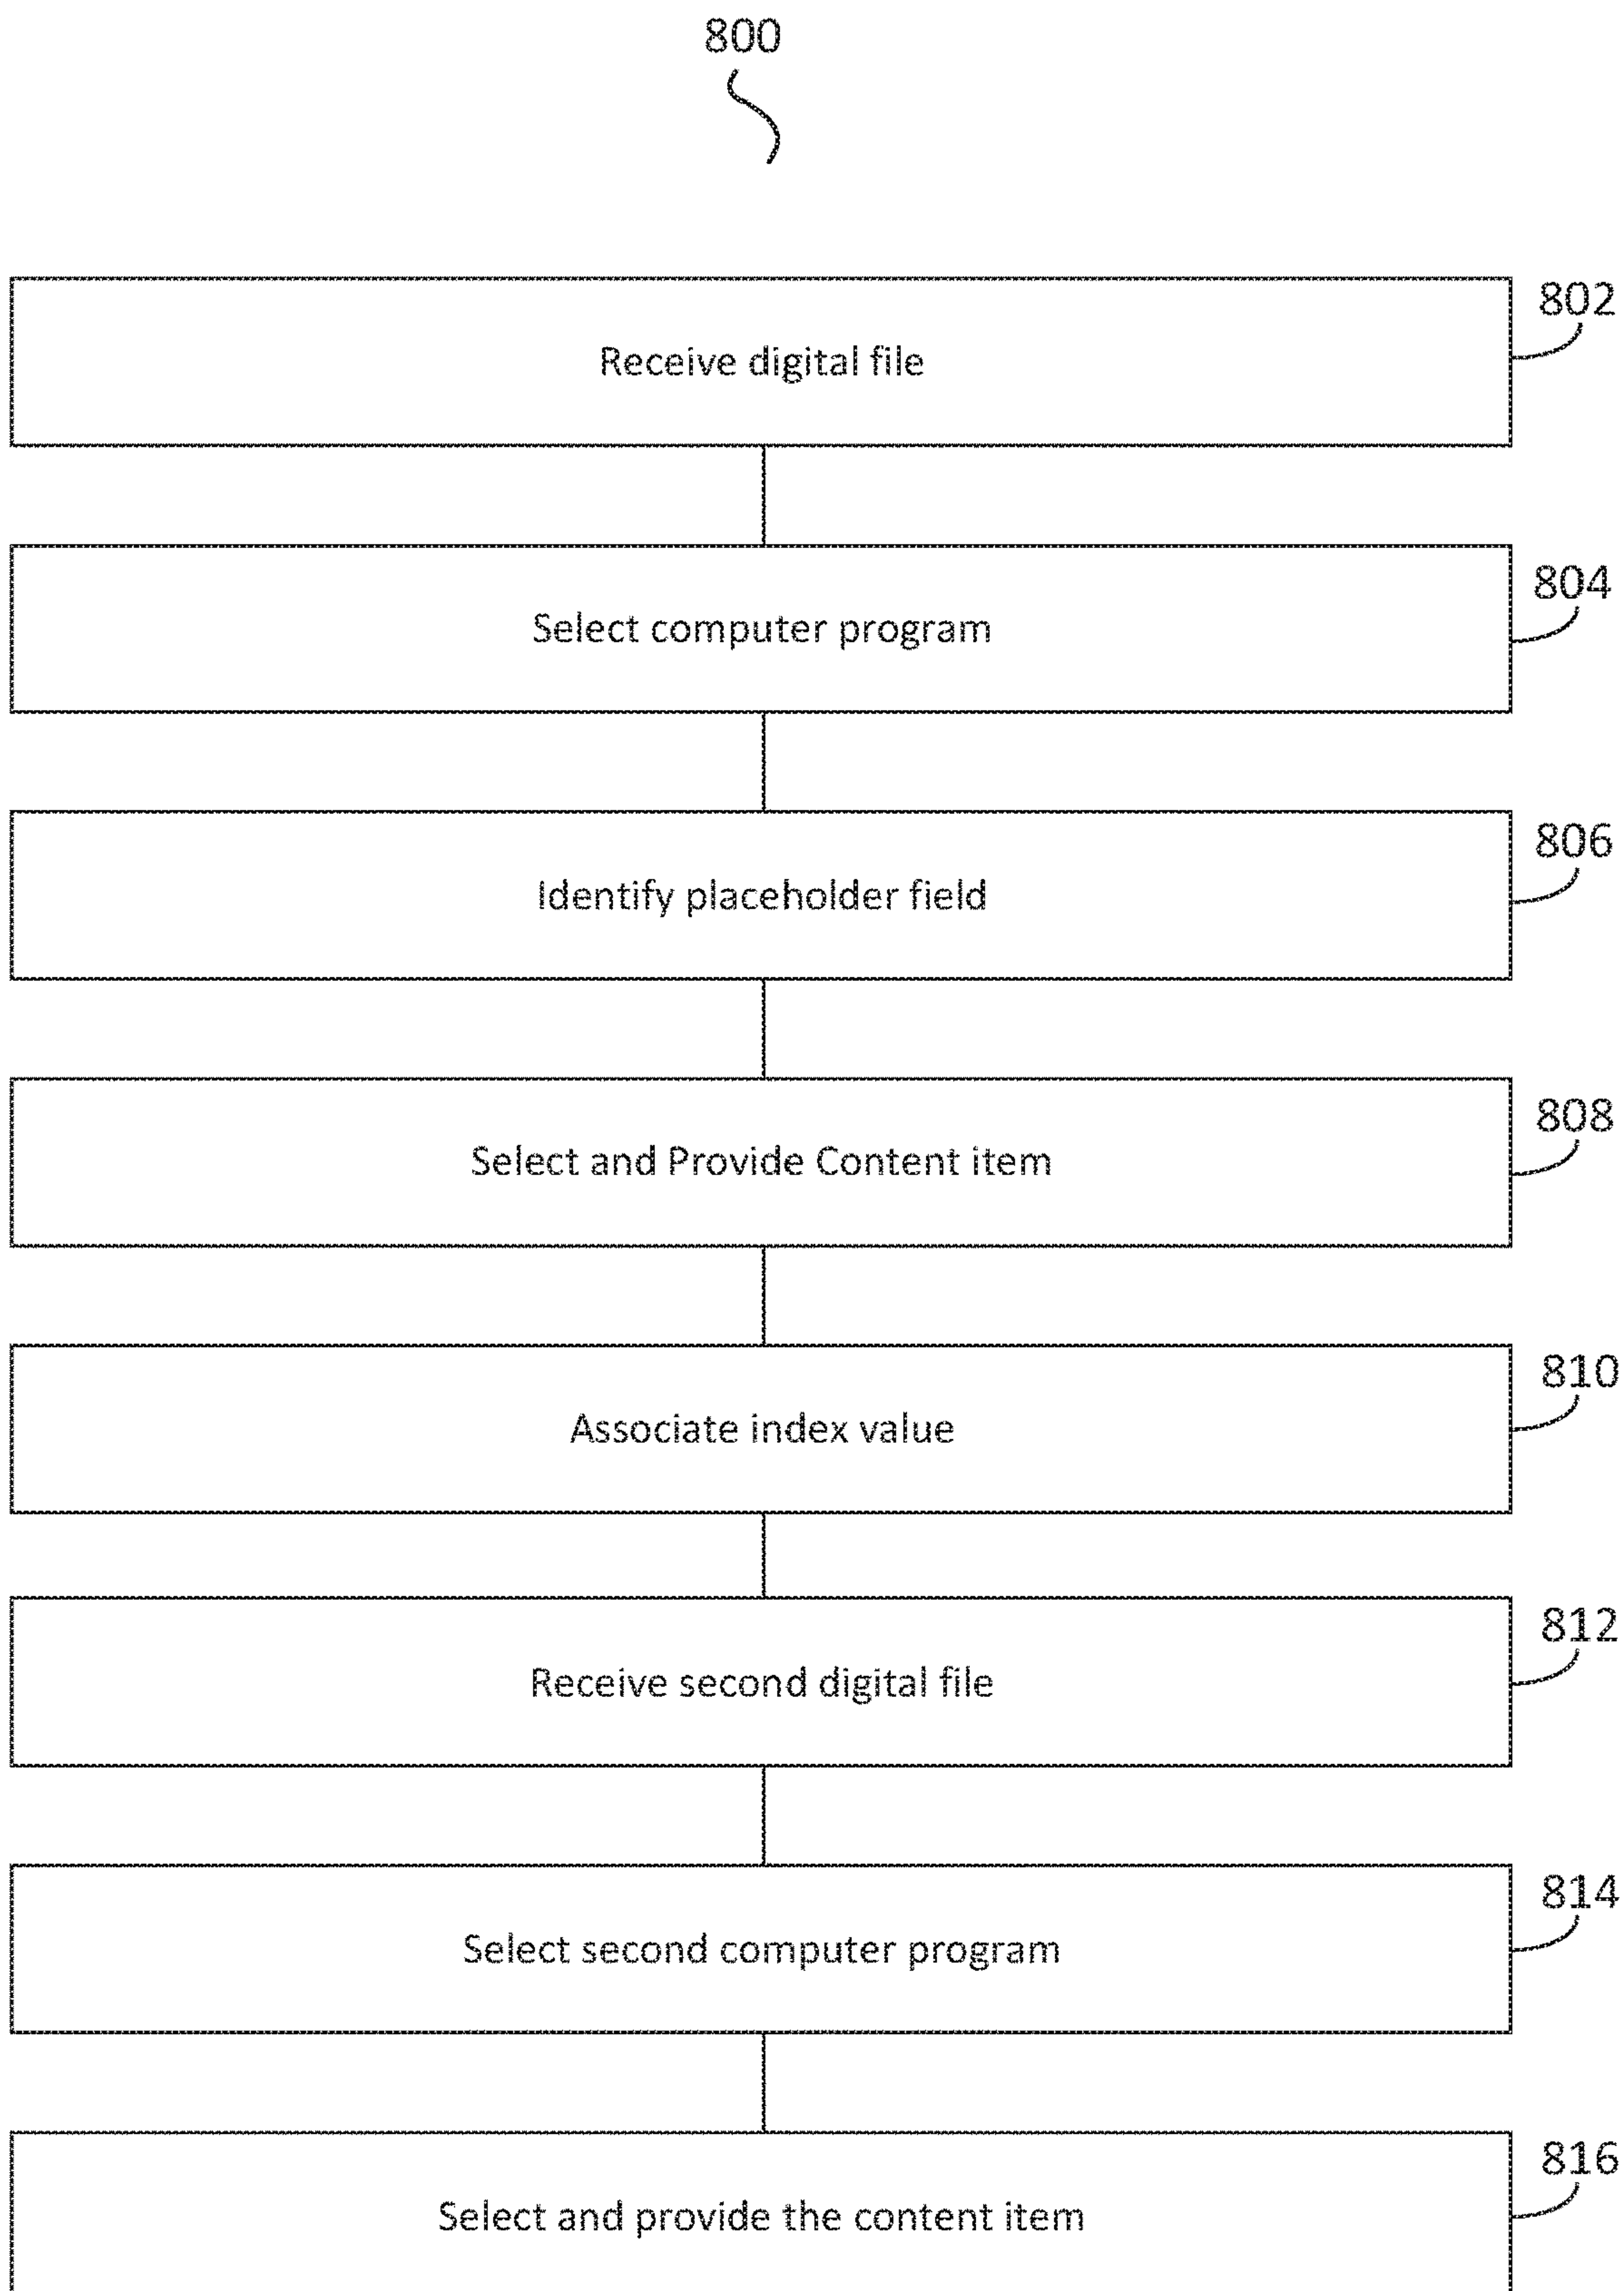 800
Receive digital file
802
Select computer program
804
Identify placeholder field
806
Select and Provide Content item
808
Associate index value
810
Receive second digital file
812
Select second computer program
814
Select and provide the content item
816